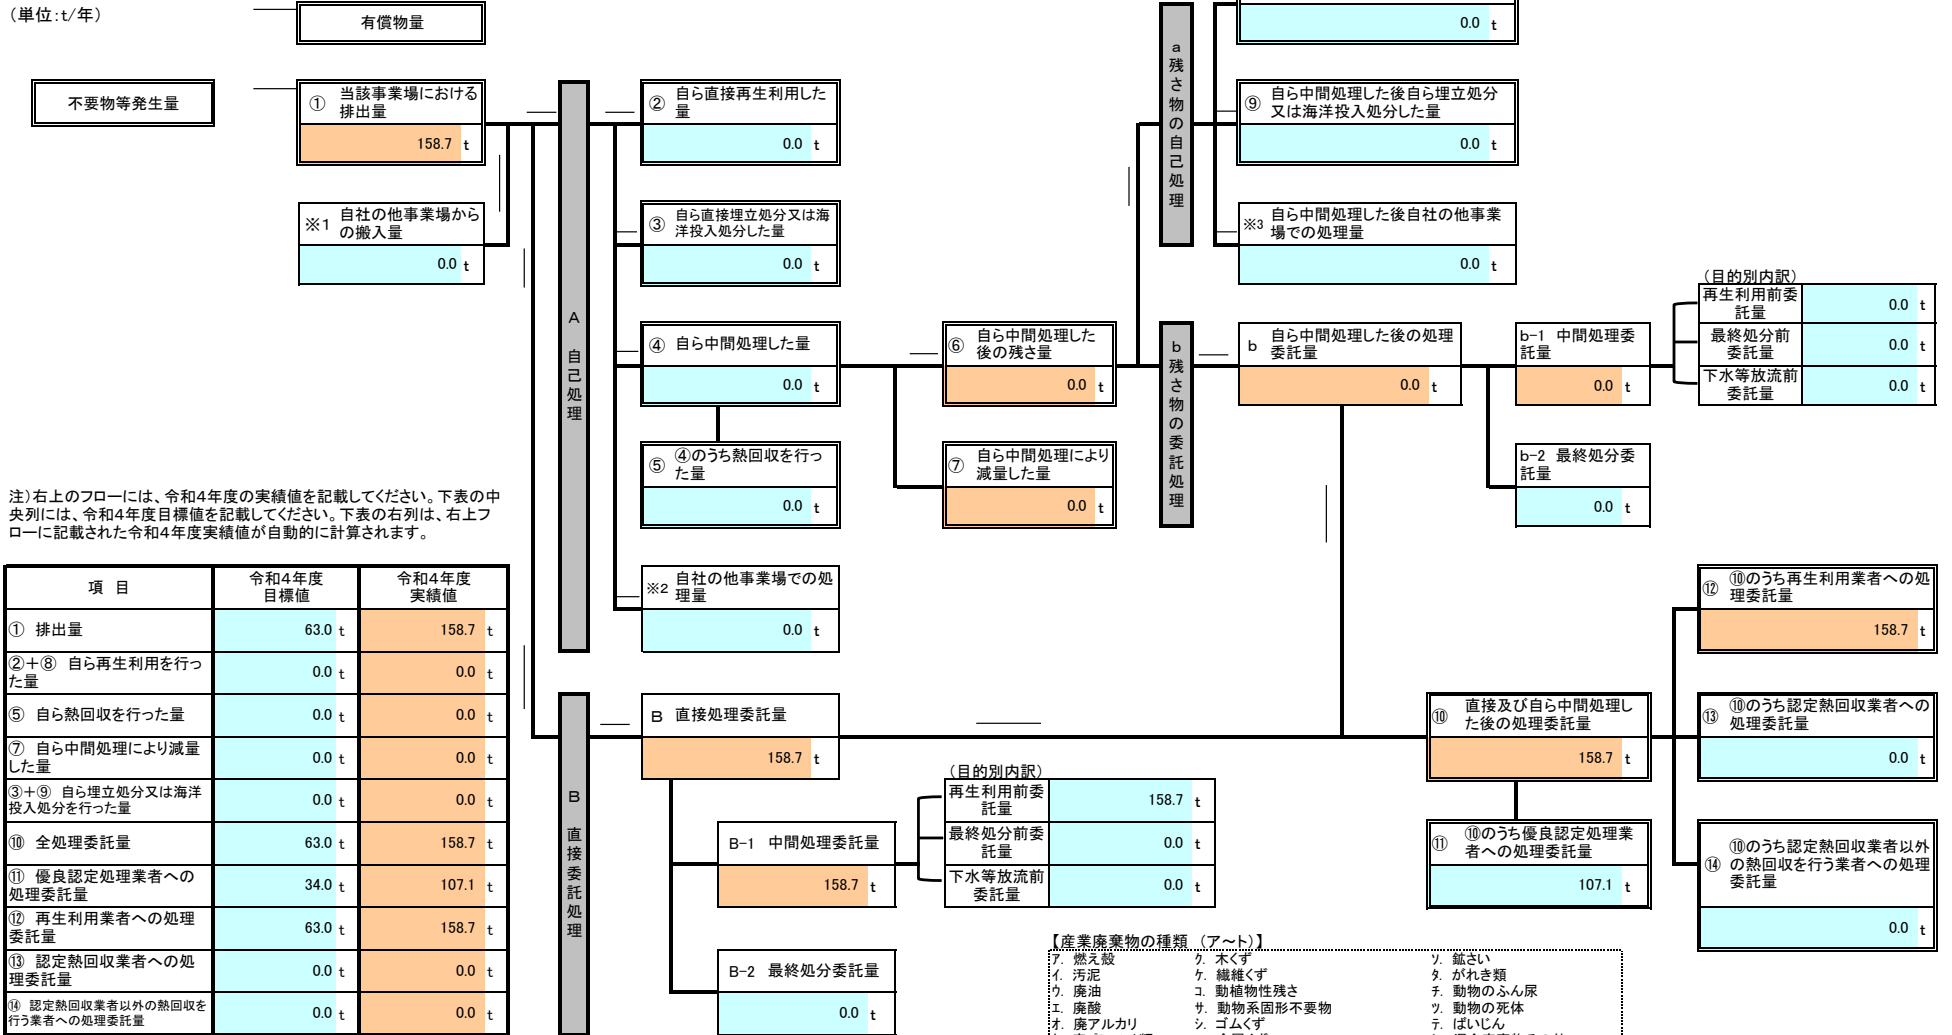 （単位:t/年）
有償物量
0.0 t
不要物等発生量
① 当該事業場における
排出量
158.7 t
※1 自社の他事業場から
の搬入量
0.0 t
A 自己処理
② 自ら直接再生利用した
量
0.0 t
③ 自ら直接埋立処分又は海
洋投入処分した量
0.0 t
④ 自ら中間処理した量
0.0 t
⑤ ④のうち熱回収を行っ
た量
0.0 t
※2 自社の他事業場での処
理量
0.0 t
⑥ 自ら中間処理した
後の残さ量
0.0 t
⑦ 自ら中間処理により
減量した量
0.0 t
a 残さ物の自己処理
⑨ 自ら中間処理した後自ら埋立処分
又は海洋投入処分した量
0.0 t
※3 自ら中間処理した後自社の他事業
場での処理量
0.0 t
b 残さ物の委託処理
b 自ら中間処理した後の処理
委託量
0.0 t
b-1 中間処理委
託量
0.0 t
b-2 最終処分委
託量
0.0 t
（目的別内訳）
再生利用前委
託量
0.0 t
最終処分前
委託量
0.0 t
下水等放流前
委託量
0.0 t
注）右上のフローには、令和４年度の実績値を記載してください。下表の中
央列には、令和４年度目標値を記載してください。下表の右列は、右上フ
ローに記載された令和４年度実績値が自動的に計算されます。
項 目 令和４年度
目標値 令和４年度
実績値
① 排出量 63.0 t 158.7 t
②＋⑧ 自ら再生利用を行っ
た量 0.0 t 0.0 t
⑤ 自ら熱回収を行った量 0.0 t 0.0 t
⑦ 自ら中間処理により減量
した量 0.0 t 0.0 t
③＋⑨ 自ら埋立処分又は海洋
投入処分を行った量 0.0 t 0.0 t
⑩ 全処理委託量 63.0 t 158.7 t
⑪ 優良認定処理業者への
処理委託量 34.0 t 107.1 t
⑫ 再生利用業者への処理
委託量 63.0 t 158.7 t
⑬ 認定熱回収業者への処
理委託量 0.0 t 0.0 t
⑭ 認定熱回収業者以外の熱回収を
行う業者への処理委託量 0.0 t 0.0 t
B 直接委託処理
B 直接処理委託量
158.7 t
B-1 中間処理委託量
158.7 t
B-2 最終処分委託量
0.0 t
（目的別内訳）
再生利用前委
託量
158.7 t
最終処分前委
託量
0.0 t
下水等放流前
委託量
0.0 t
⑩ 直接及び自ら中間処理し
た後の処理委託量
158.7 t
⑪ ⑩のうち優良認定処理業
者への処理委託量
107.1 t
⑫ ⑩のうち再生利用業者への処
理委託量
158.7 t
⑬ ⑩のうち認定熱回収業者への
処理委託量
0.0 t
⑭ ⑩のうち認定熱回収業者以外
の熱回収を行う業者への処理
委託量
0.0 t
【産業廃棄物の種類 （ア～ト）】
ア. 燃え殻 ク. 木くず ソ. 鉱さい
イ. 汚泥 ケ. 繊維くず タ. がれき類
ウ. 廃油 コ. 動植物性残さ チ. 動物のふん尿
エ. 廃酸 サ. 動物系固形不要物 ツ. 動物の死体
オ. 廃アルカリ シ. ゴムくず テ. ばいじん